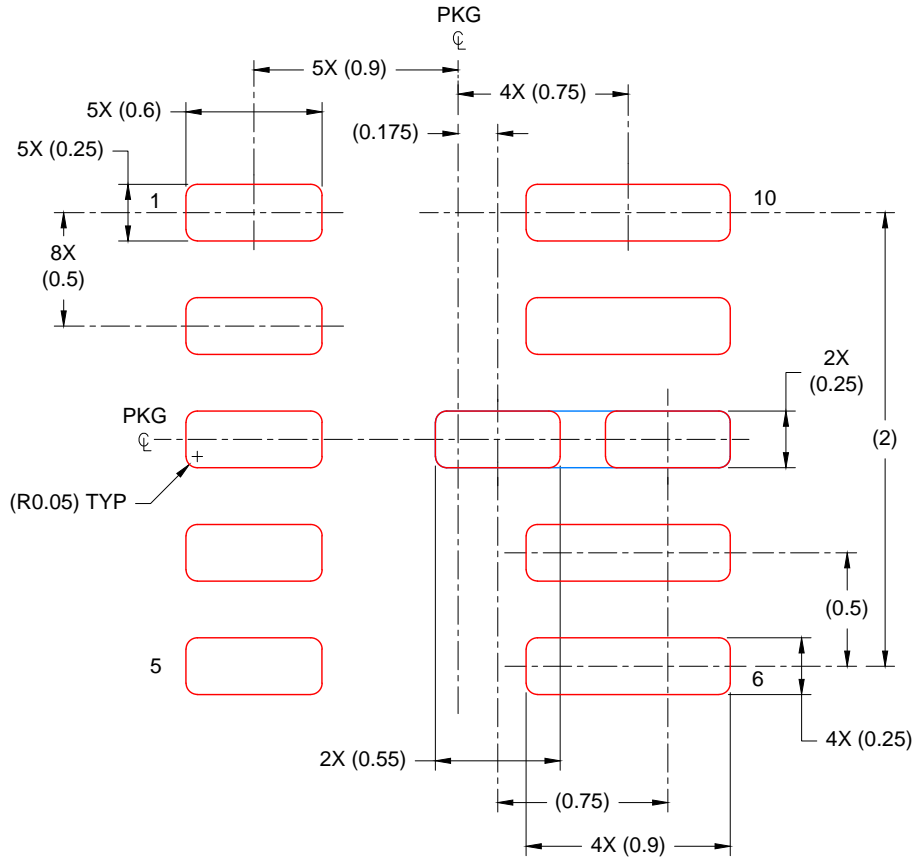 PKG
℄
5X (0.9)
4X (0.75)
5X (0.6)
(0.175)
5X (0.25)
1
10
8X
(0.5)
2X
(0.25)
PKG
℄
(2)
(R0.05) TYP
(0.5)
5
6
4X (0.25)
2X (0.55)
(0.75)
4X (0.9)